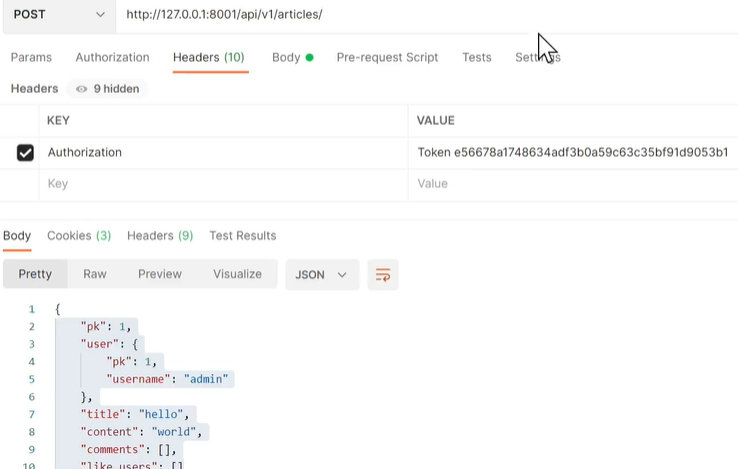 POST http://127.0.0.1:8001/api/v1/articles/
Params Authorization Headers (10) Body Pre-request Script Tests Settings
Headers 9 hidden
KEY VALUE
Authorization Token e56678a1748634adf3b0a59c63c35bf91d9053b1
Key Value
Body Cookies (3) Headers (9) Test Results
Pretty Raw Preview Visualize JSON
1 {
2 "pk": 1,
3 "user": {
4 "pk": 1,
5 "username": "admin"
6 },
7 "title": "hello",
8 "content": "world",
9 "comments": [],
10 "like_users": []